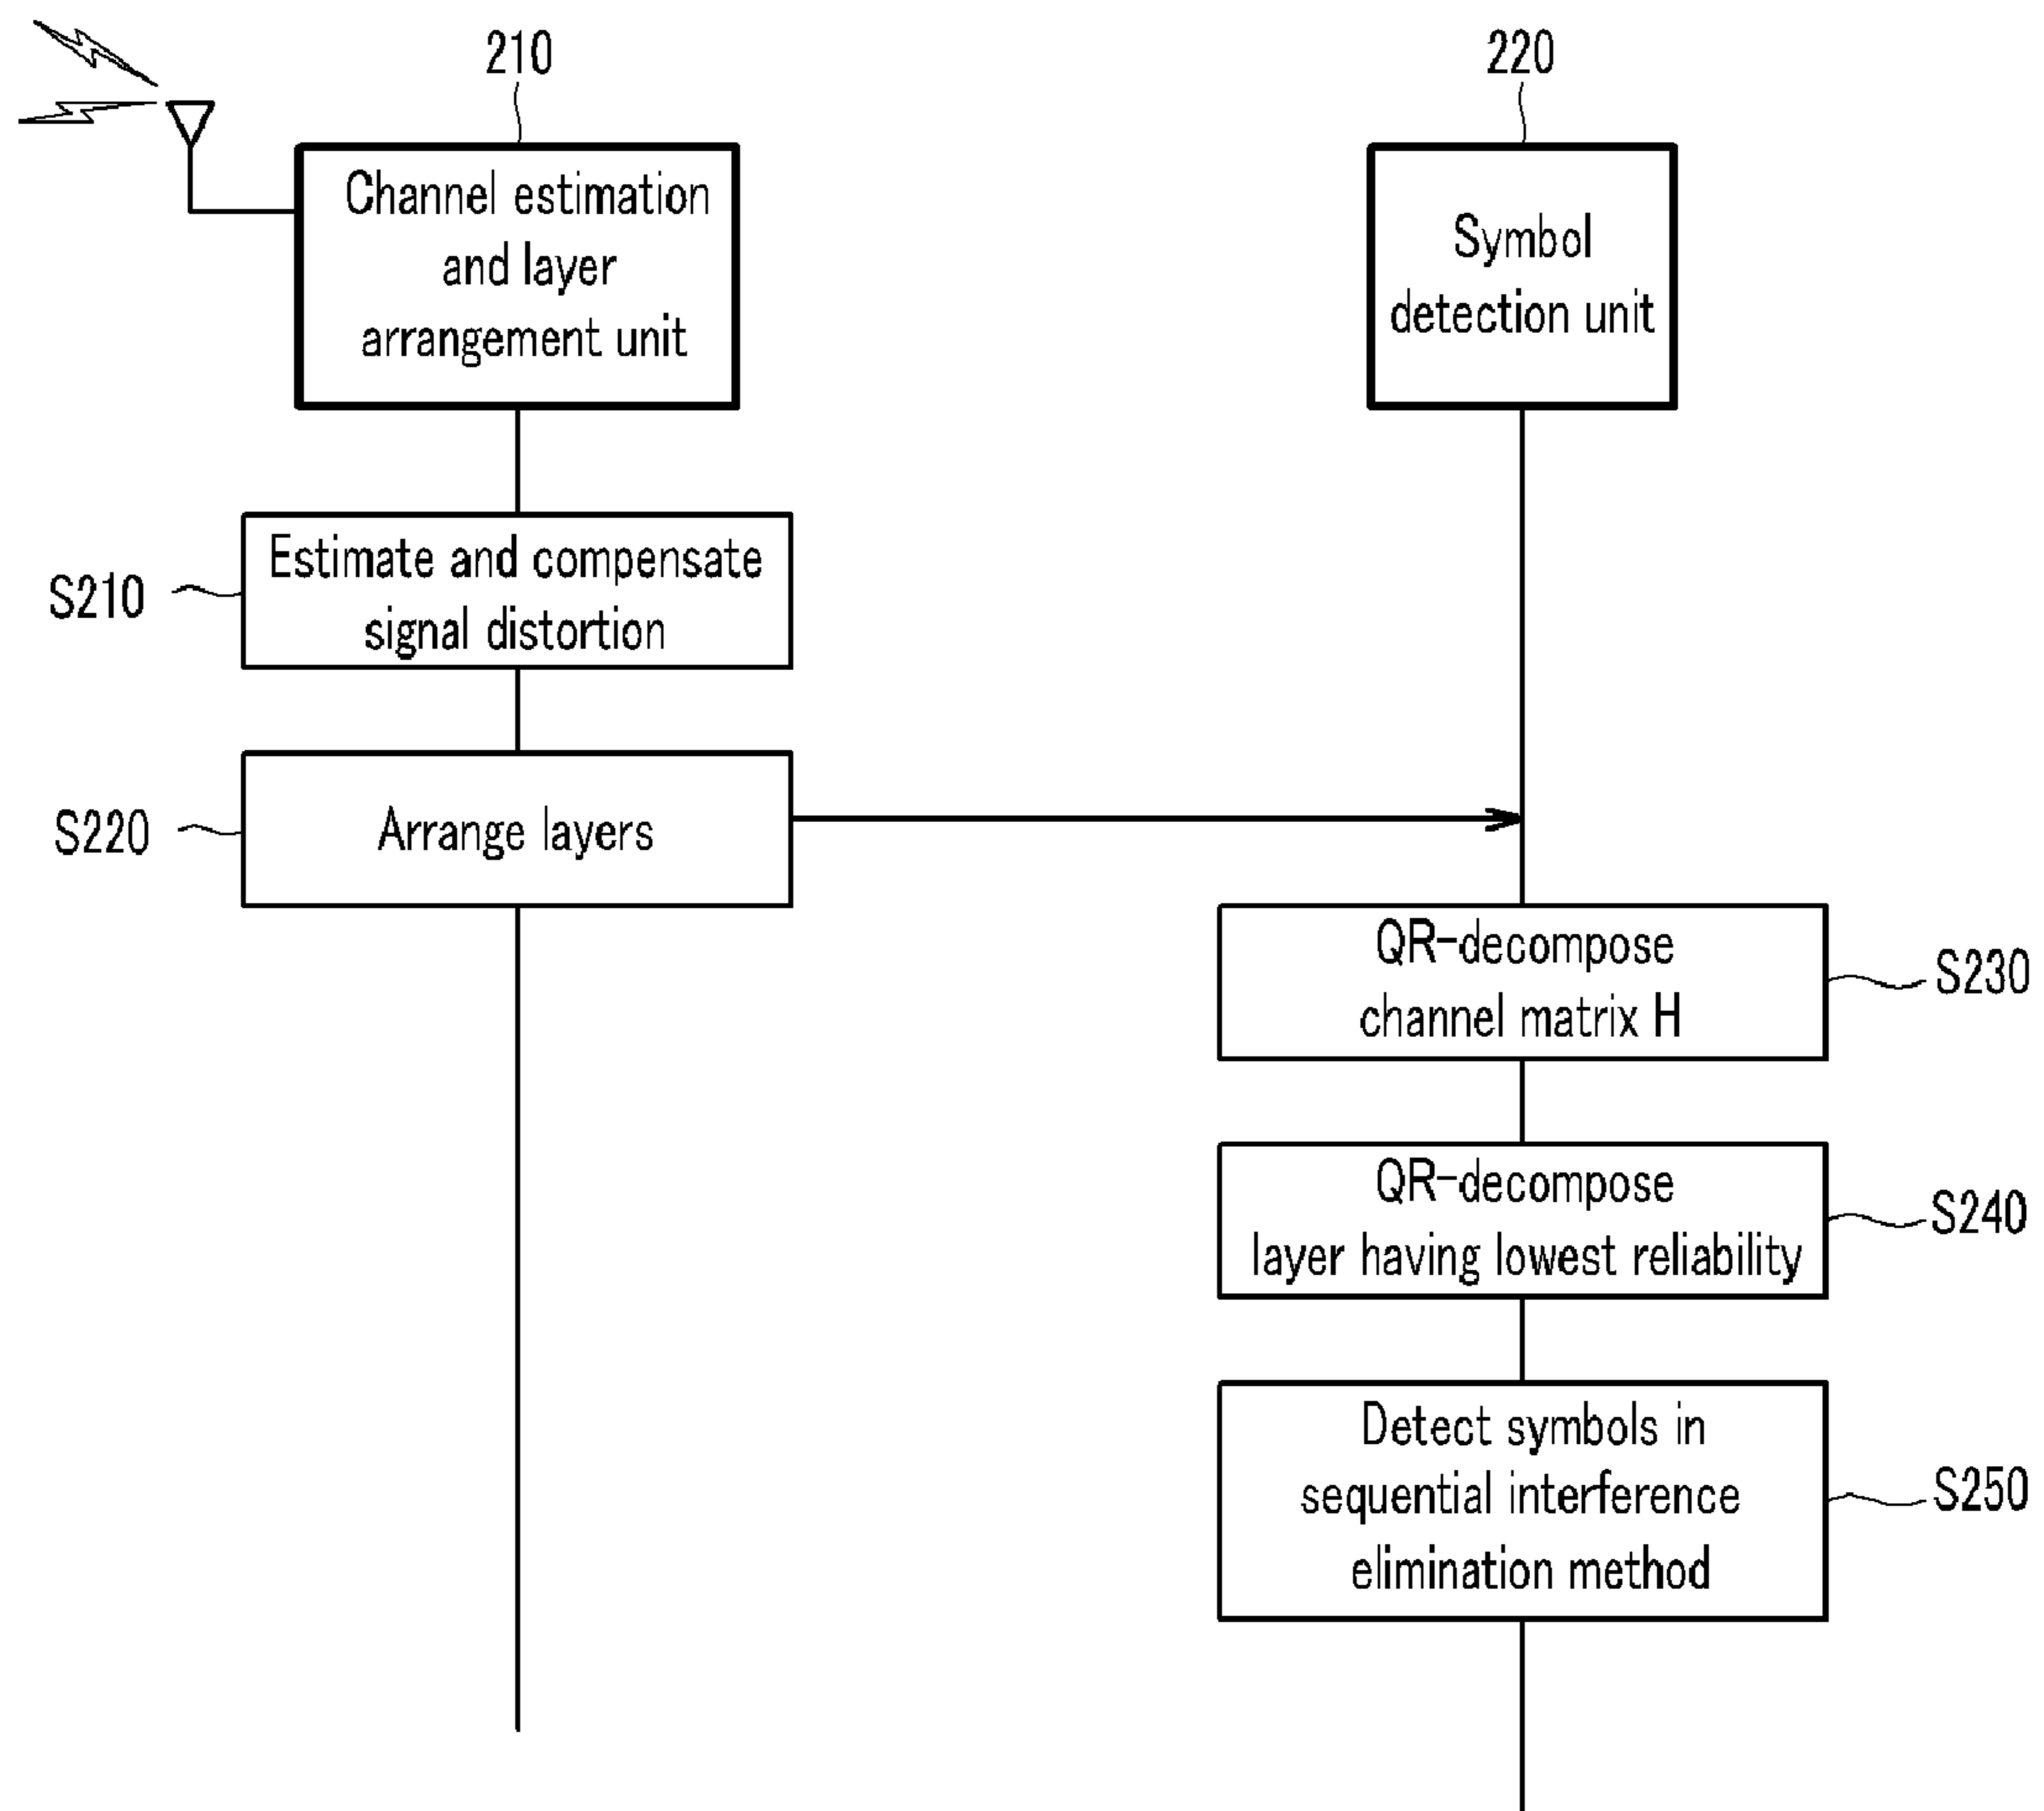 210
220
Channel estimation
and layer
arrangement unit
Symbol
detection unit
S210
Estimate and compensate
signal distortion
S220
Arrange layers
QR-decompose
channel matrix H
S230
QR-decompose
layer having lowest reliability
S240
Detect symbols in
sequential interference
elimination method
S250